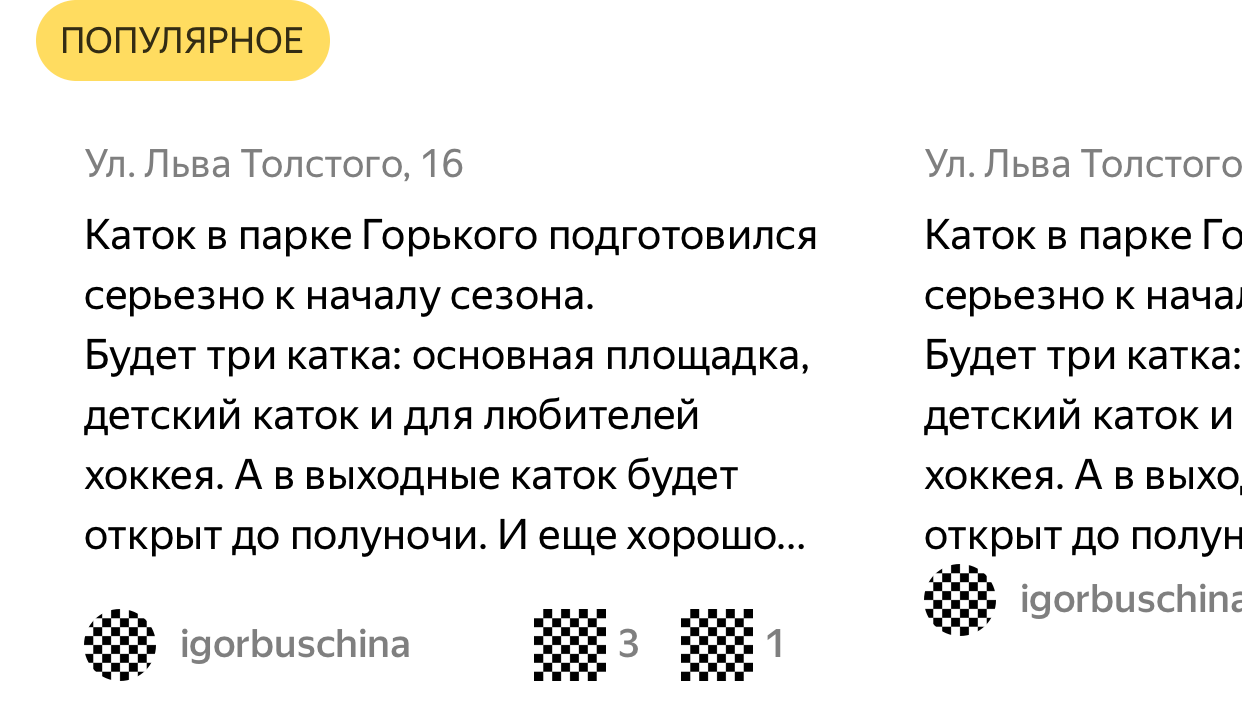 ПОПУЛЯРНОЕ
Ул. Льва Толстого, 16
Каток в парке Горького подготовился
серьезно к началу сезона.
Будет три катка: основная площадка,
детский каток и для любителей
хоккея. А в выходные каток будет
открыт до полуночи. И еще хорошо...
igorbuschina 3 1
Ул. Льва Толстого
Каток в парке Го
серьезно к начал
Будет три катка:
детский каток и
хоккея. А в выхо
открыт до полун
igorbuschina